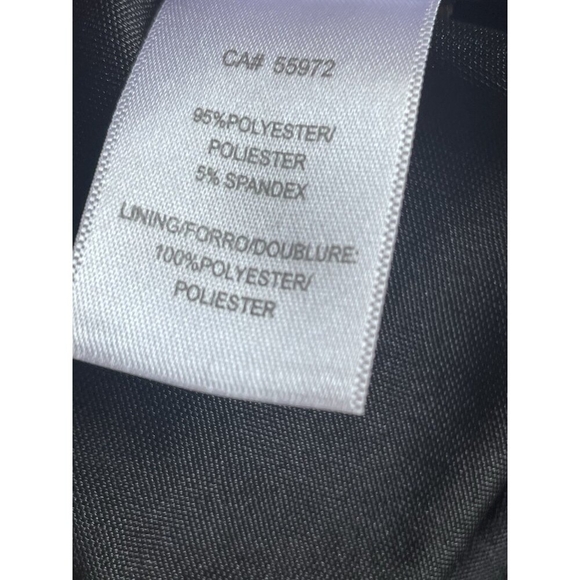 CA# 55972
95%POLYESTER/
POLIESTER
5% SPANDEX
LINING/FORRO/DOUBLURE:
100%POLYESTER/
POLIESTER